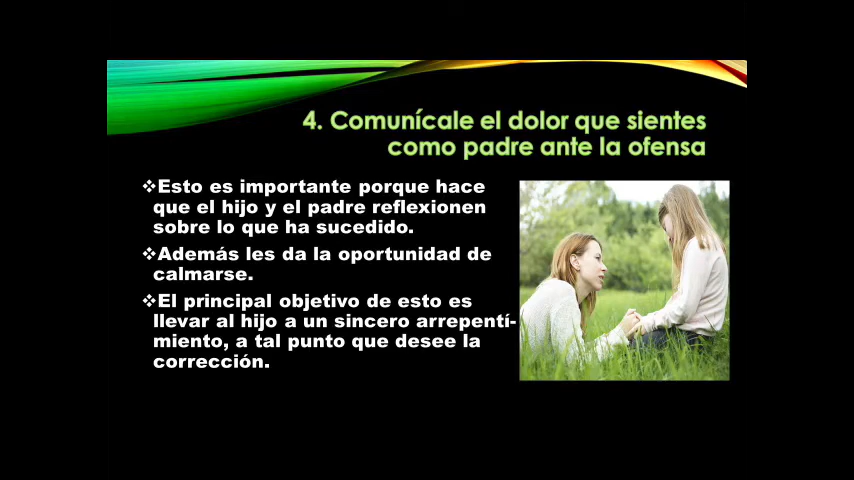 4. Comunícale el dolor que sientes
como padre ante la ofensa
❖Esto es importante porque hace
que el hijo y el padre reflexionen
sobre lo que ha sucedido.
❖Además les da la oportunidad de
calmarse.
❖El principal objetivo de esto es
llevar al hijo a un sincero arrepentí-
miento, a tal punto que desee la
corrección.